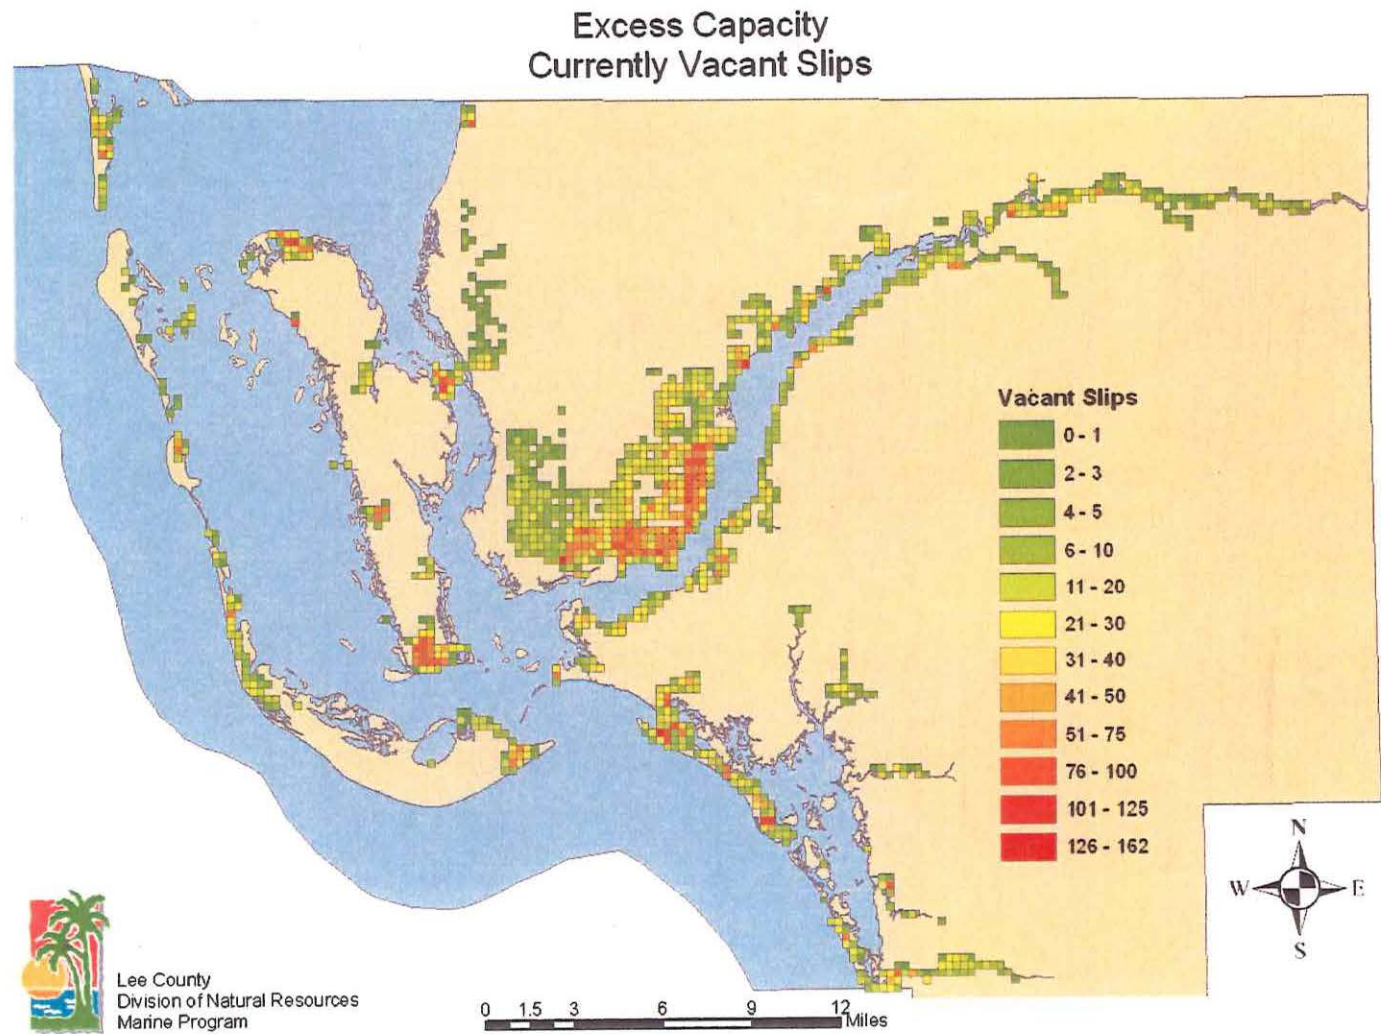 Excess Capacity
Currently Vacant Slips
Vacant Slips
0 - 1
2 - 3
4 - 5
6 - 10
11 - 20
21 - 30
31 - 40
41 - 50
51 - 75
76 - 100
101 - 125
126 - 162
N
W E
S
Lee County
Division of Natural Resources
Marine Program
0 1.5 3 6 9 12
Miles